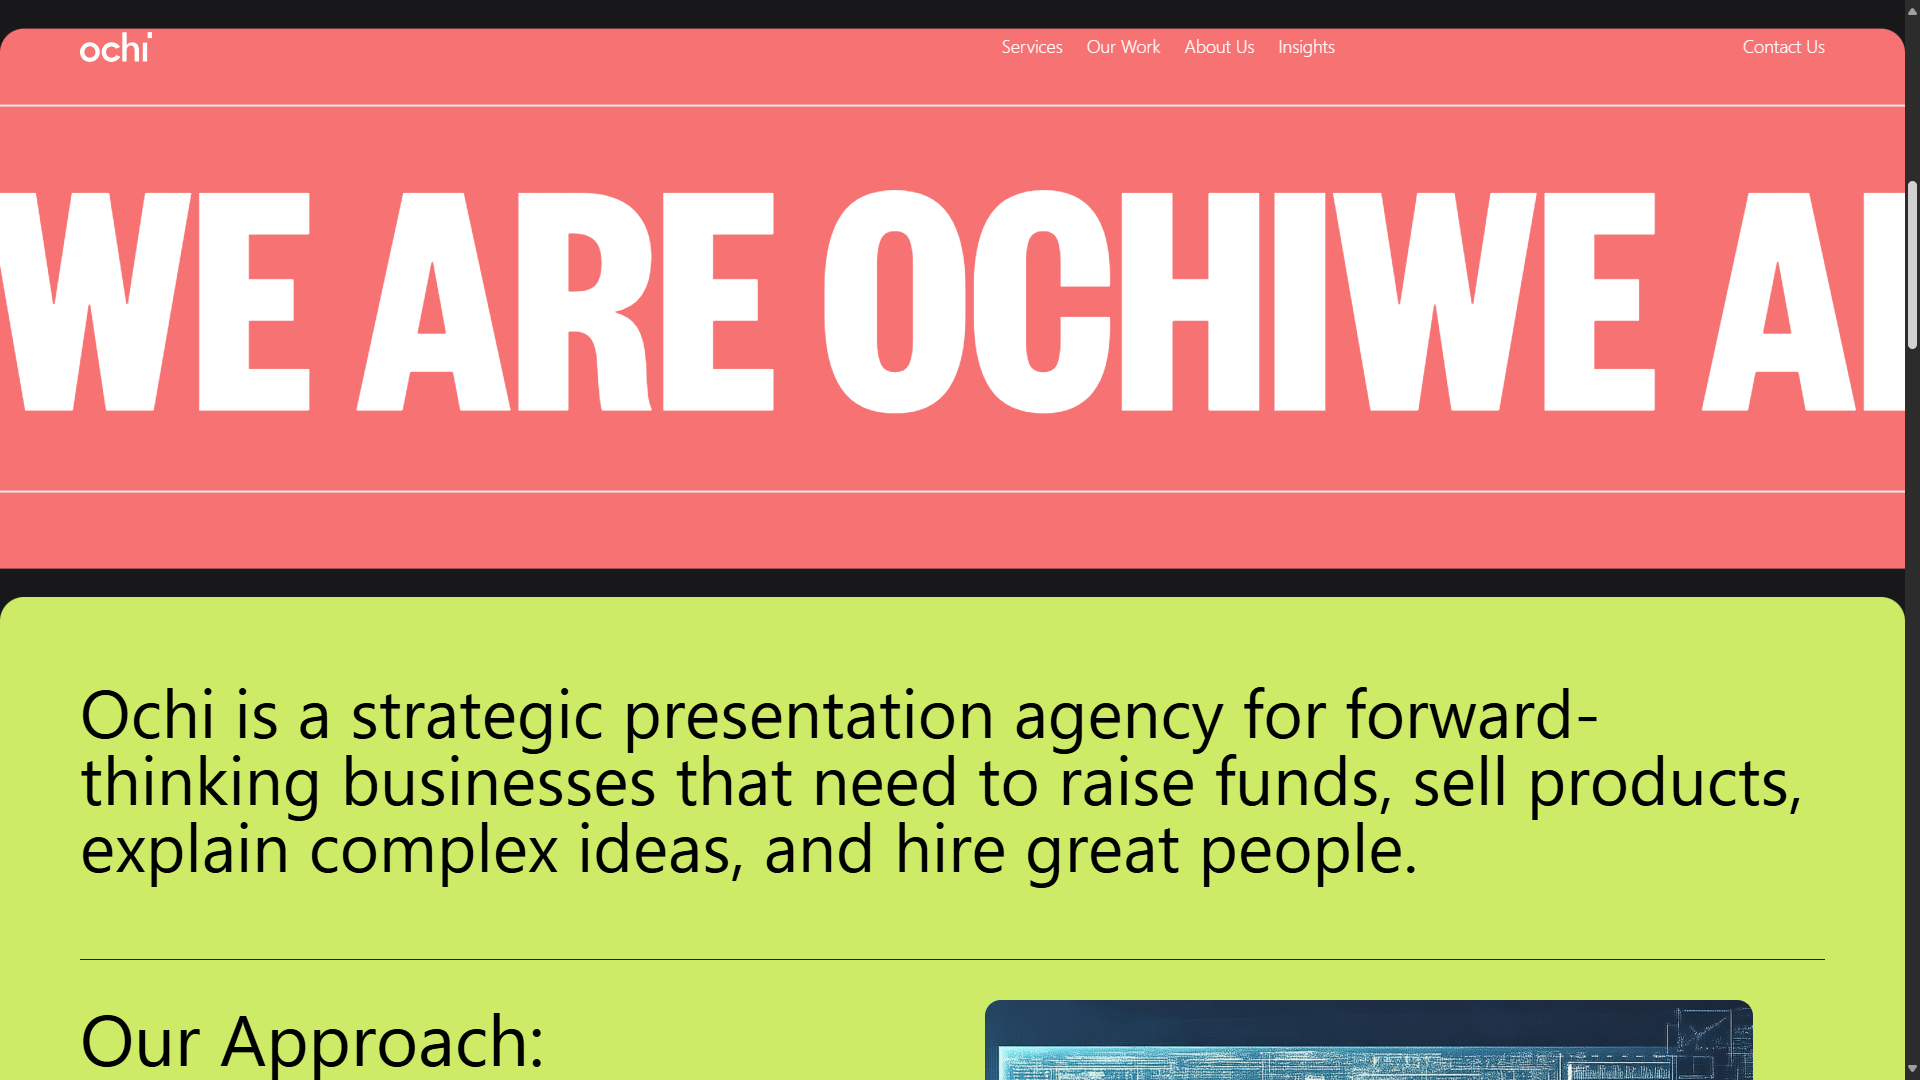 ochi
Services Our Work About Us Insights Contact Us
WE ARE OCHIWE A
Ochi is a strategic presentation agency for forward-
thinking businesses that need to raise funds, sell products,
explain complex ideas, and hire great people.
Our Approach: